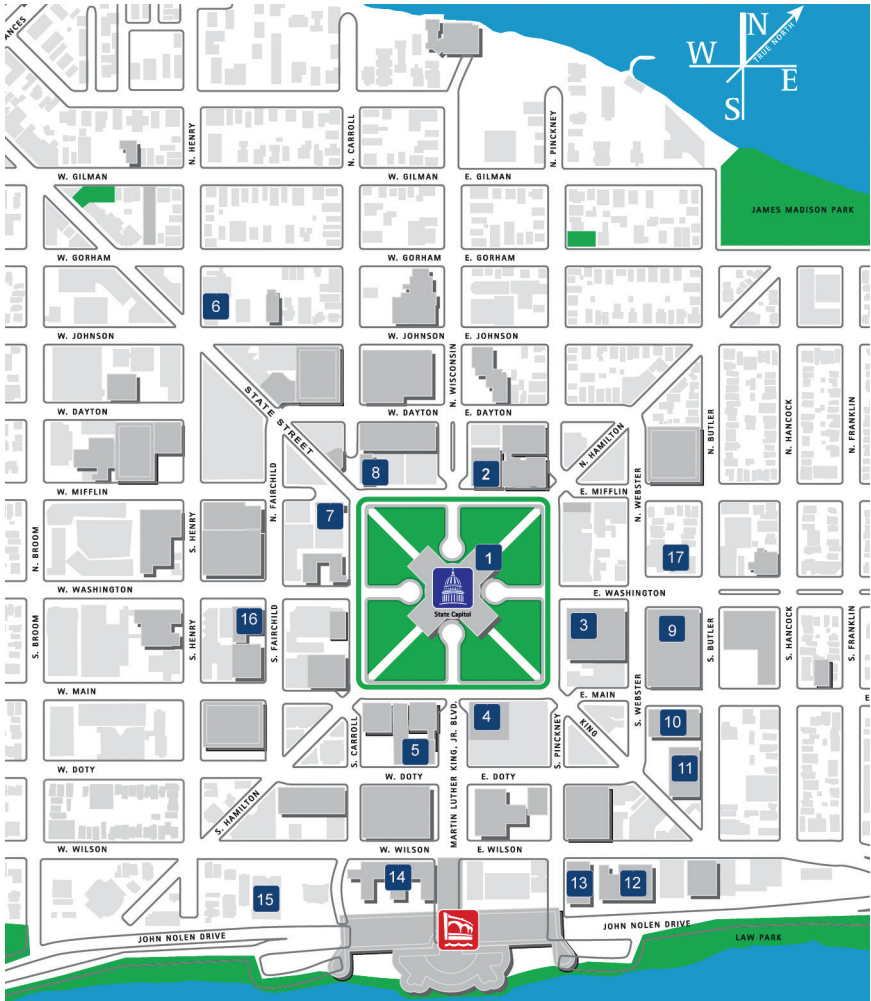 ANCES
N
TRUE NORTH
W
E
S
N. HENRY
N. CARROLL
N. PINCKNEY
W. GILMAN
W. GILMAN
E. GILMAN
JAMES MADISON PARK
W. GORHAM
W. GORHAM
E. GORHAM
6
W. JOHNSON
W. JOHNSON
E. JOHNSON
N. WISCONSIN
STATE STREET
W. DAYTON
W. DAYTON
E. DAYTON
N. HAMILTON
N. BUTLER
N. HANCOCK
N. FRANKLIN
8
2
N. FAIRCHILD
W. MIFFLIN
E. MIFFLIN
N. WEBSTER
7
N. BROOM
S. HENRY
1
17
State Capitol
W. WASHINGTON
E. WASHINGTON
S. BROOM
S. HENRY
16
S. FAIRCHILD
3
9
S. BUTLER
S. HANCOCK
S. FRANKLIN
W. MAIN
E. MAIN
E
S. WEBSTER
S. CARROLL
5
MARTIN LUTHER KING, JR. BLVD.
4
S. PINCKNEY
KING
10
11
W. DOTY
W. DOTY
E. DOTY
S. HAMILTON
W. WILSON
W. WILSON
E. WILSON
15
14
13
12
JOHN NOLEN DRIVE
JOHN NOLEN DRIVE
LAW PARK